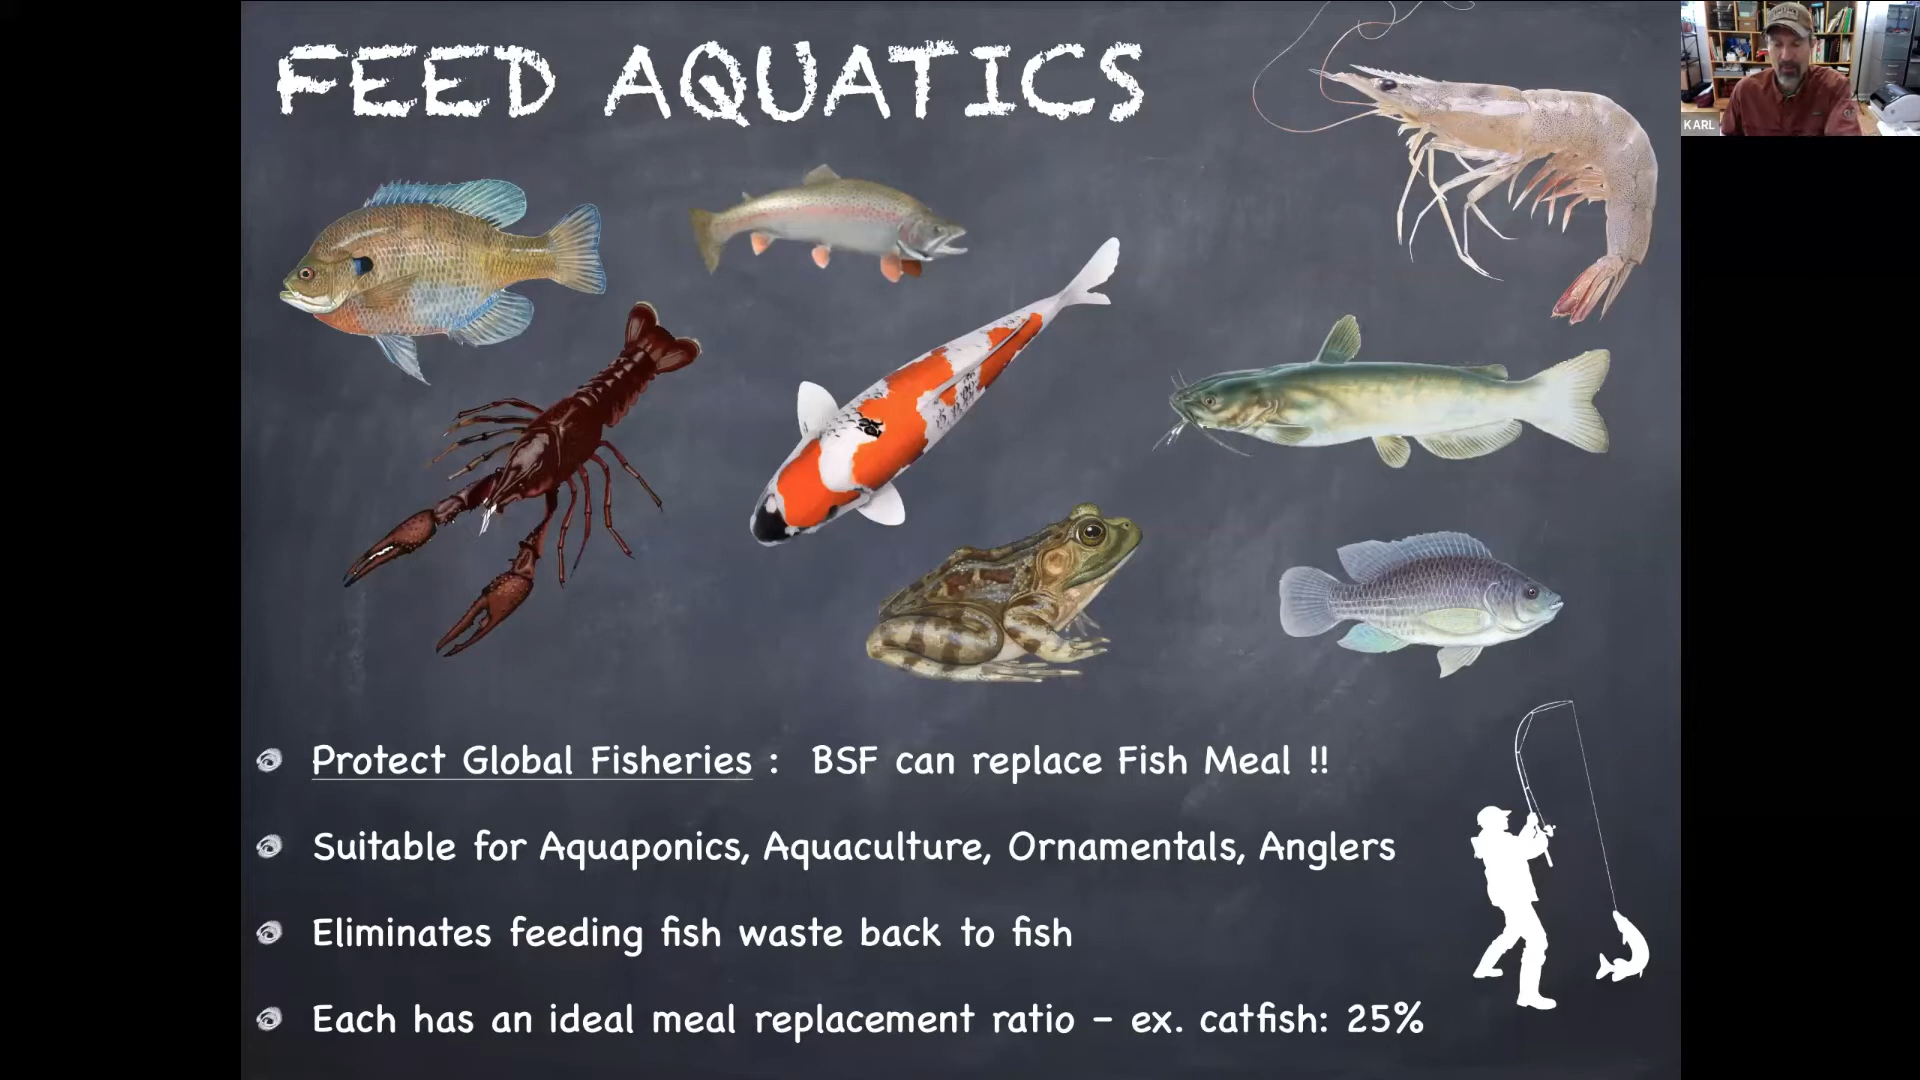 FEED AQUATICS
KARL
Protect Global Fisheries : BSF can replace Fish Meal !!
Suitable for Aquaponics, Aquaculture, Ornamentals, Anglers
Eliminates feeding fish waste back to fish
Each has an ideal meal replacement ratio – ex. catfish: 25%